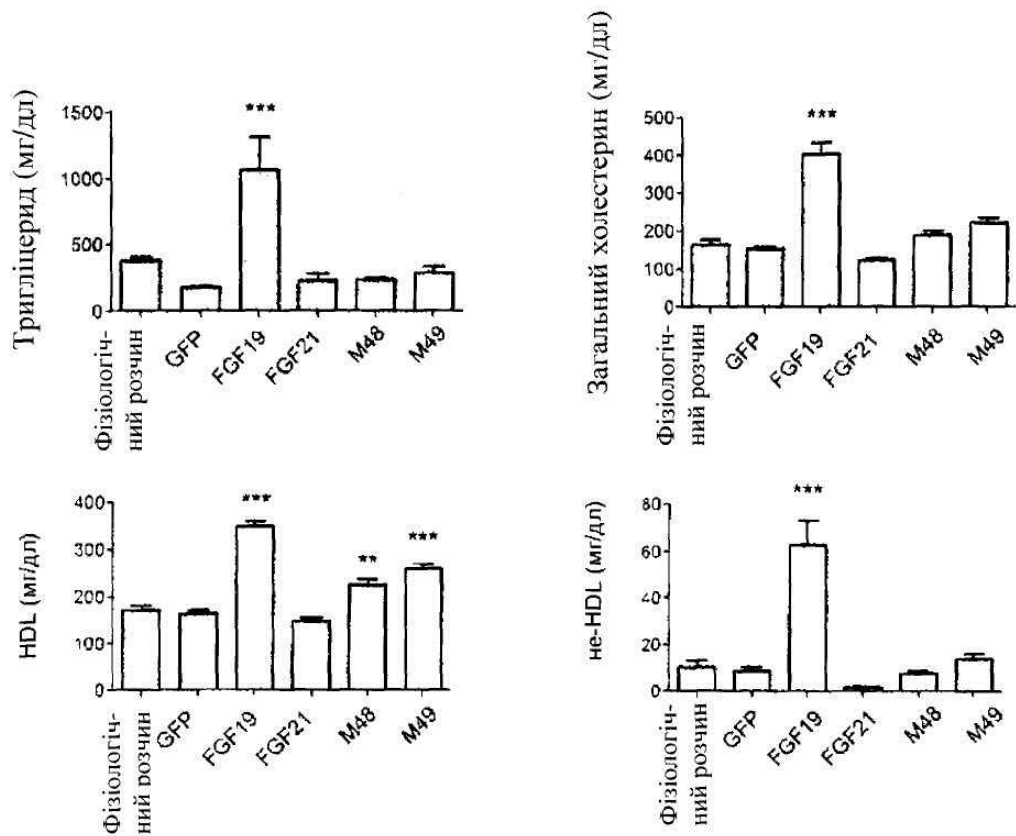 Тригліцерид (мг/дл)
1500
1000
500
0
***
Фізіологіч-
ний розчин
GFP
FGF19
FGF21
M48
M49
Загальний холестерин (мг/дл)
500
400
300
200
100
0
***
Фізіологіч-
ний розчин
GFP
FGF19
FGF21
M48
M49
HDL (мг/дл)
400
300
200
100
0
***
**
***
Фізіологіч-
ний розчин
GFP
FGF19
FGF21
M48
M49
не-HDL (мг/дл)
80
60
40
20
0
***
Фізіологіч-
ний розчин
GFP
FGF19
FGF21
M48
M49